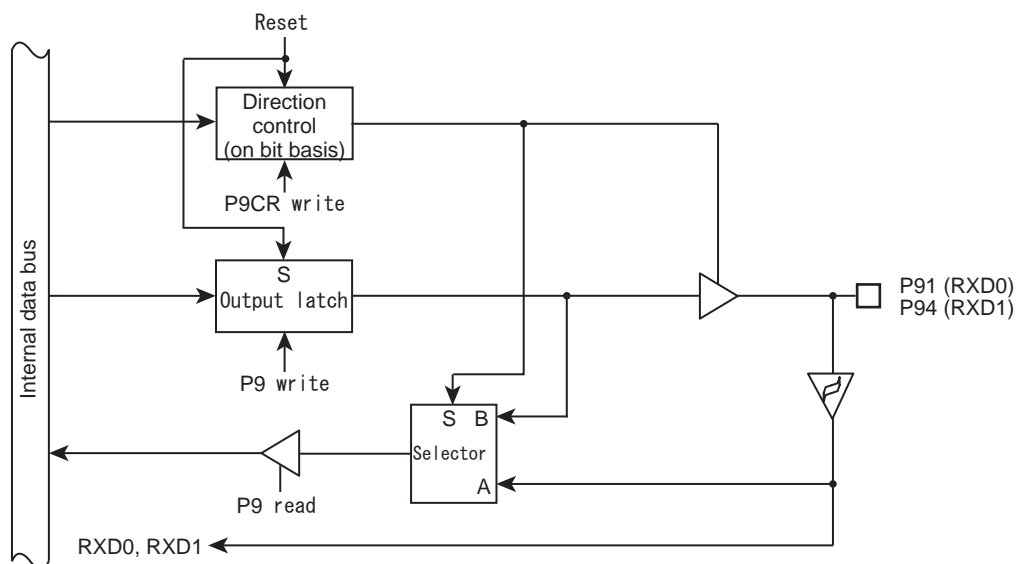 Reset
Direction
control
(on bit basis)
P9CR write
Internal data bus
S
Output latch
P9 write
P91 (RXD0)
P94 (RXD1)
S B
Selector
A
P9 read
RXD0, RXD1